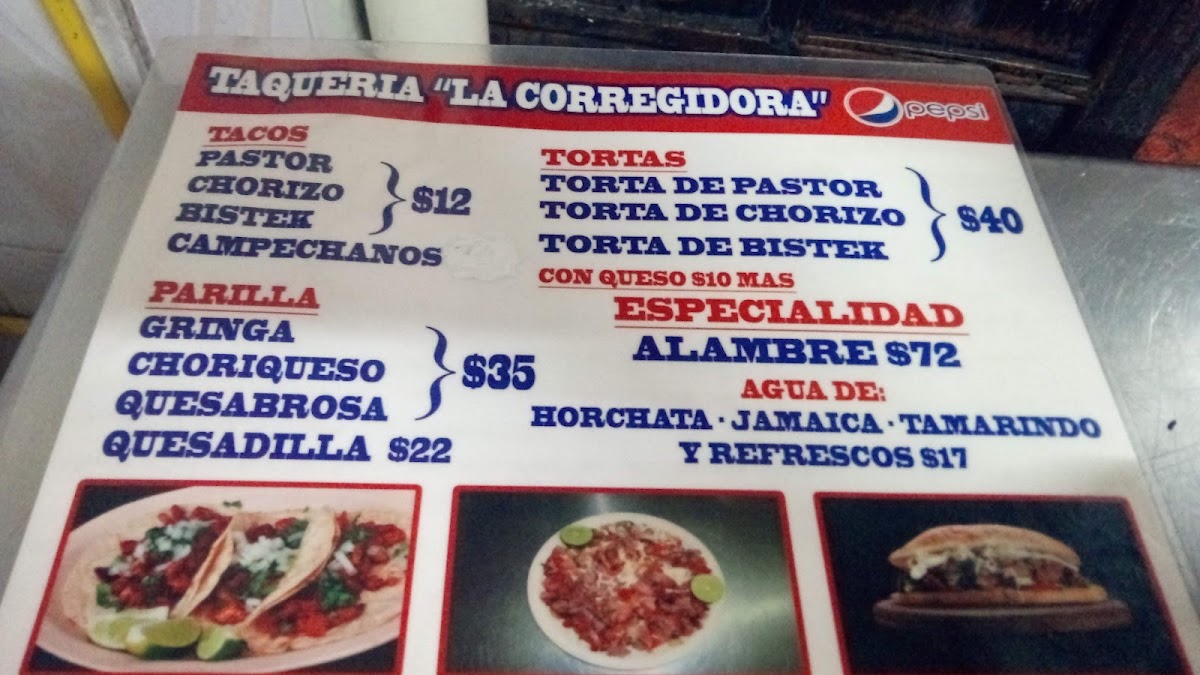 TAQUERIA "LA CORREGIDORA"
pepsi
TACOS
PASTOR
CHORIZO
BISTEK
$12
CAMPECHANOS
PARILLA
GRINGA
CHORIQUESO
QUESABROSA
$35
QUESADILLA $22
TORTAS
TORTA DE PASTOR
TORTA DE CHORIZO
TORTA DE BISTEK
$40
CON QUESO $10 MAS
ESPECIALIDAD
ALAMBRE $72
AGUA DE:
HORCHATA · JAMAICA · TAMARINDO
Y REFRESCOS $17